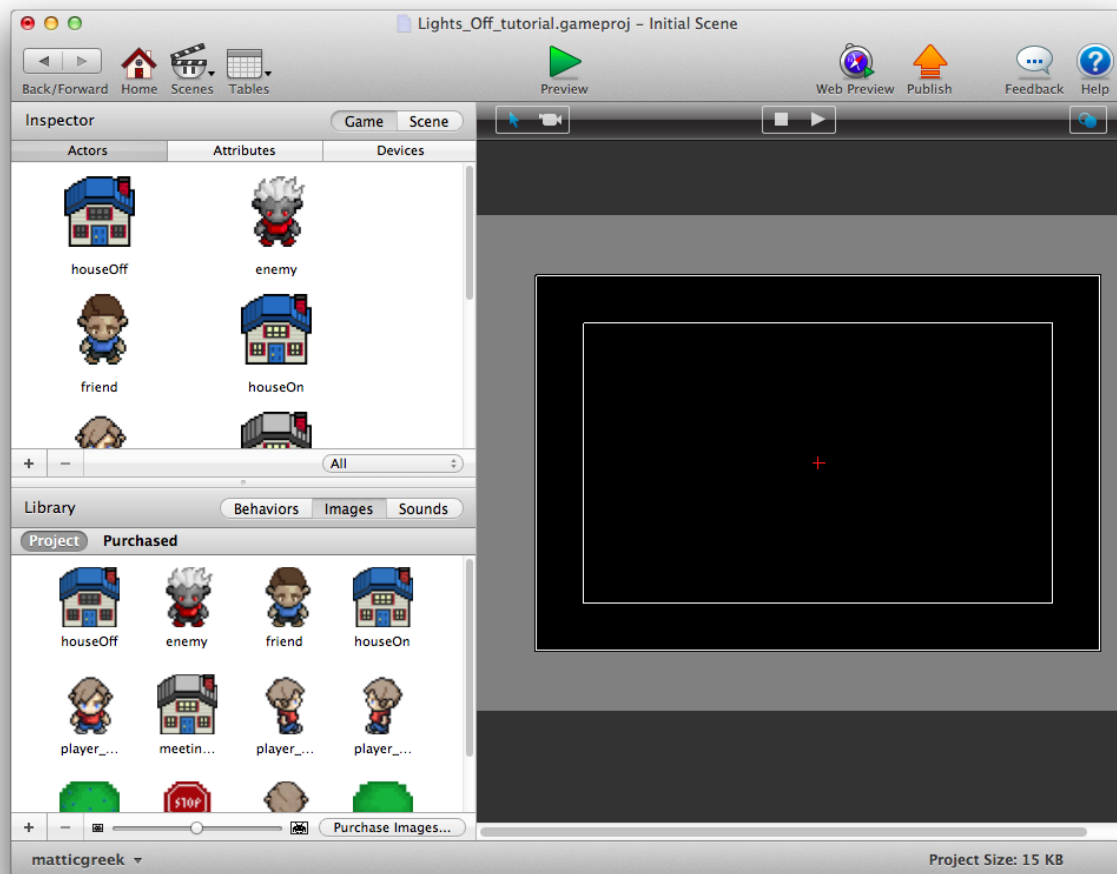 Lights_Off_tutorial.gameproj – Initial Scene
Back/Forward Home Scenes Tables Preview Web Preview Publish Feedback Help
Inspector Game Scene
Actors Attributes Devices
houseOff enemy
friend houseOn
+ − All
Library Behaviors Images Sounds
Project Purchased
houseOff enemy friend houseOn
player_... meetin... player_... player_...
STOP
+ − Purchase Images...
matticgreek Project Size: 15 KB